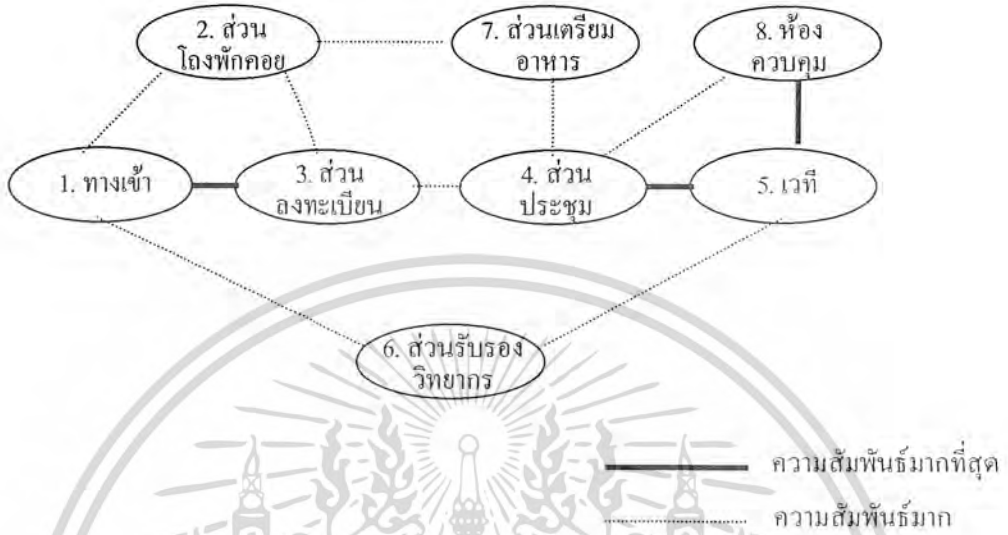 2. ส่วน
โถงพักคอย
7. ส่วนเตรียม
อาหาร
8. ห้อง
ควบคุม
1. ทางเข้า
3. ส่วน
ลงทะเบียน
4. ส่วน
ประชุม
5. เวที
6. ส่วนรับรอง
วิทยากร
ความสัมพันธ์มากที่สุด
ความสัมพันธ์มาก